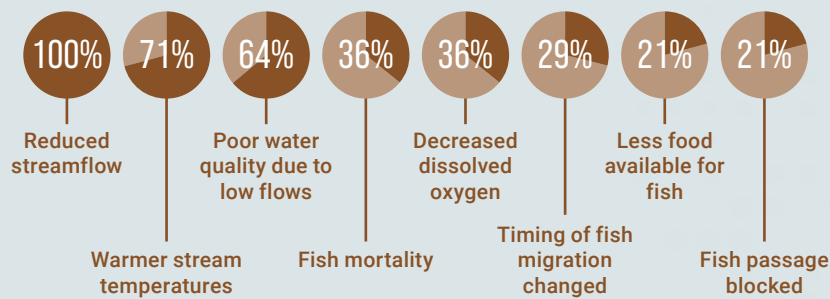 100%
71%
64%
36%
36%
29%
21%
21%
Reduced
streamflow
Warmer stream
temperatures
Poor water
quality due to
low flows
Fish mortality
Decreased
dissolved
oxygen
Timing of fish
migration
changed
Less food
available for
fish
Fish passage
blocked